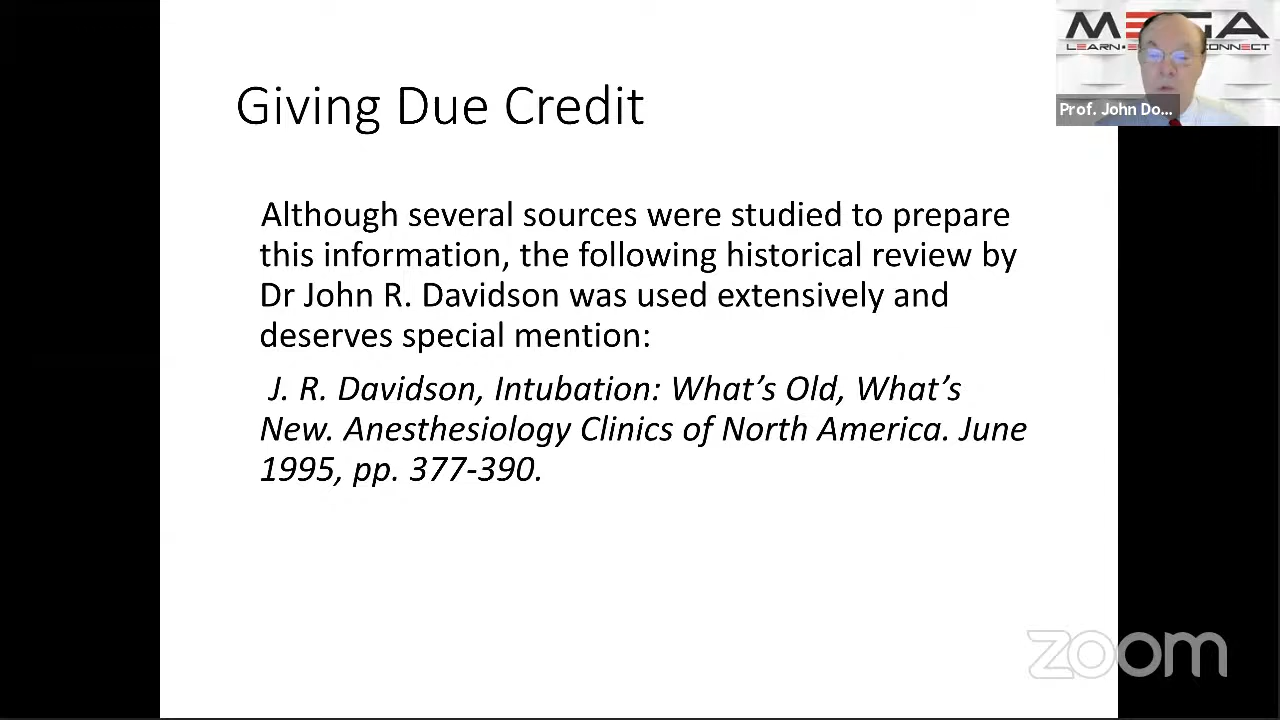 Giving Due Credit
Although several sources were studied to prepare
this information, the following historical review by
Dr John R. Davidson was used extensively and
deserves special mention:
J. R. Davidson, Intubation: What’s Old, What’s
New. Anesthesiology Clinics of North America. June
1995, pp. 377-390.
Prof. John Do...
zoom